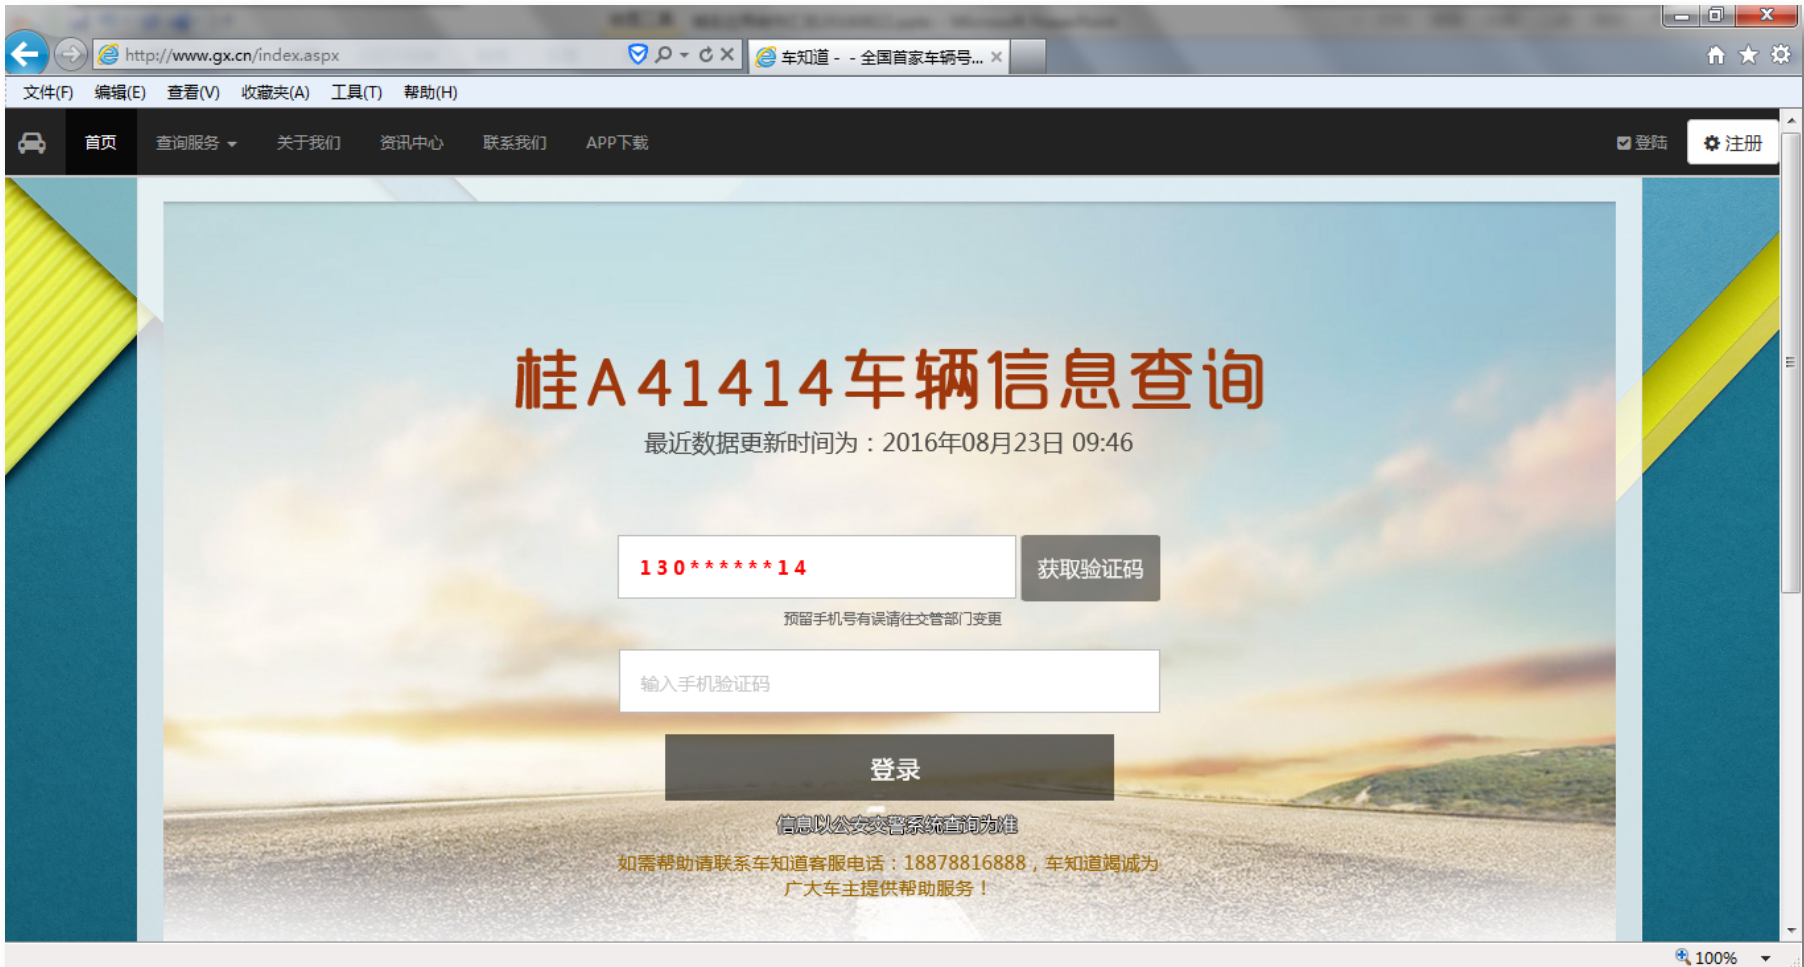 http://www.gx.cn/index.aspx
车知道 - - 全国首家车辆号...
文件(F) 编辑(E) 查看(V) 收藏夹(A) 工具(T) 帮助(H)
首页 查询服务 关于我们 资讯中心 联系我们 APP下载 登陆 注册
桂A41414车辆信息查询
最近数据更新时间为：2016年08月23日 09:46
130******14 获取验证码
预留手机号有误请往交管部门变更
输入手机验证码
登录
信息以公安交警系统查询为准
如需帮助请联系车知道客服电话：18878816888，车知道竭诚为
广大车主提供帮助服务！
100%